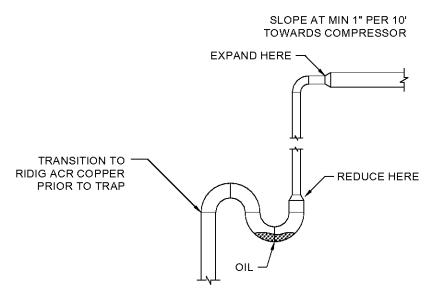 SLOPE AT MIN 1" PER 10'
TOWARDS COMPRESSOR
EXPAND HERE
TRANSITION TO
RIDIG ACR COPPER
PRIOR TO TRAP
REDUCE HERE
OIL